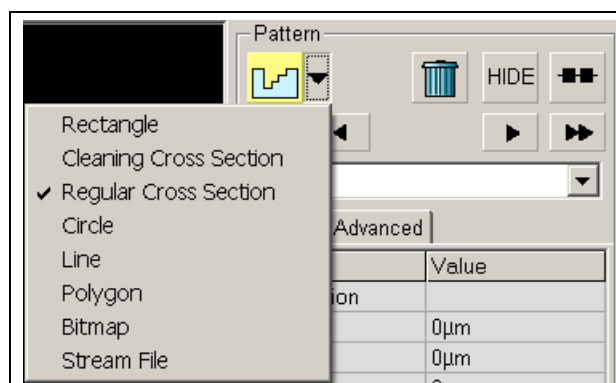 Pattern
HIDE
Rectangle
Cleaning Cross Section
✓ Regular Cross Section
Circle
Line
Polygon
Bitmap
Stream File
Advanced
Value
0µm
0µm